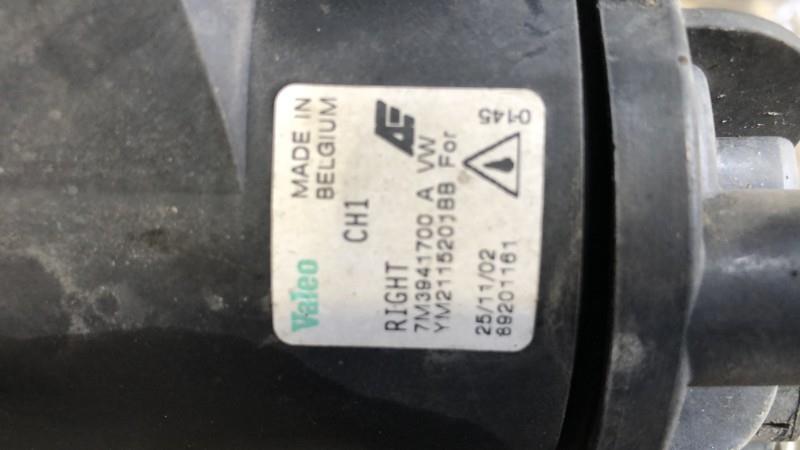 Valeo
MADE IN
BELGIUM
CH1
RIGHT
7M3941700 A VW
YM2115201BB For
25/11/02
89201161
0145